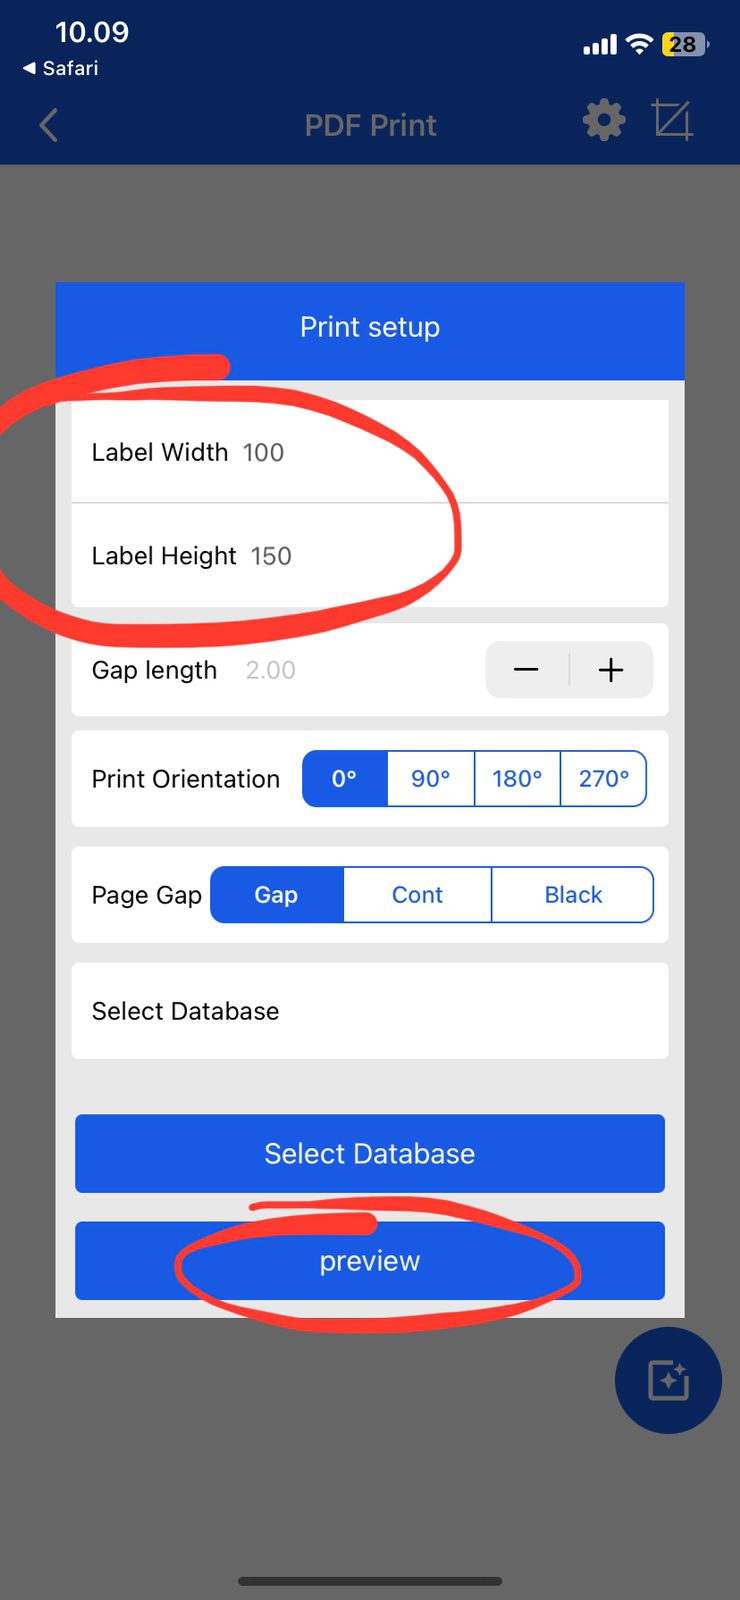 10.09
28
◀ Safari
PDF Print
Print setup
Label Width 100
Label Height 150
Gap length 2.00
Print Orientation 0° 90° 180° 270°
Page Gap Gap Cont Black
Select Database
Select Database
preview